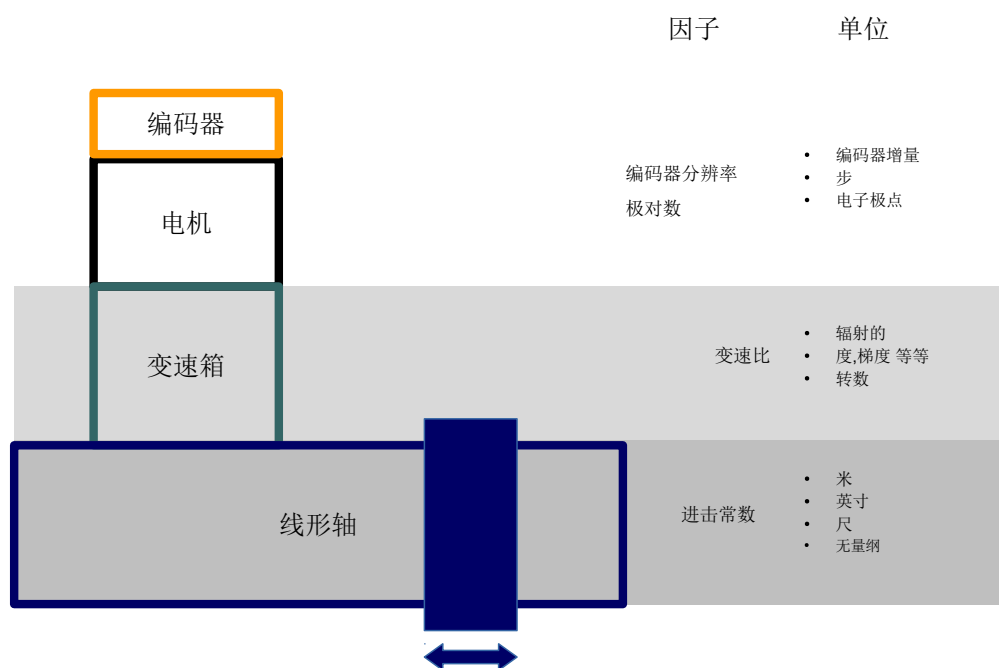 因子
单位
编码器
编码器分辨率
极对数
• 编码器增量
• 步
• 电子极点
电机
变速箱
变速比
• 辐射的
• 度,梯度 等等
• 转数
线形轴
进击常数
• 米
• 英寸
• 尺
• 无量纲